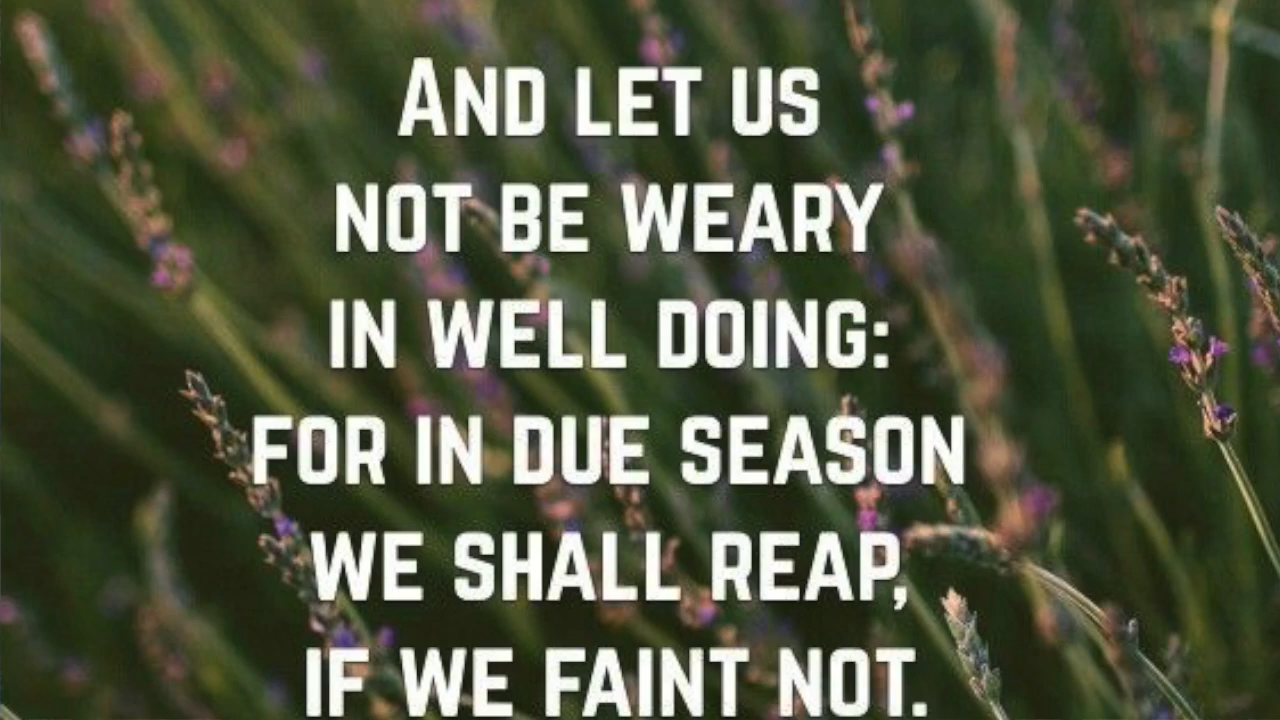 And let us
not be weary
in well doing:
for in due season
we shall reap,
if we faint not.